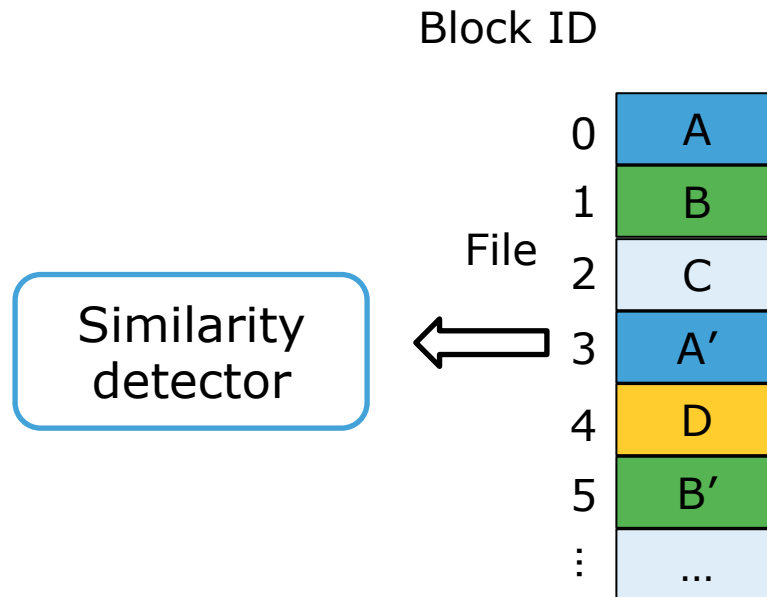 Block ID
0 A
1 B
File
2 C
Similarity
detector
3 A′
4 D
5 B′
⋮ ...